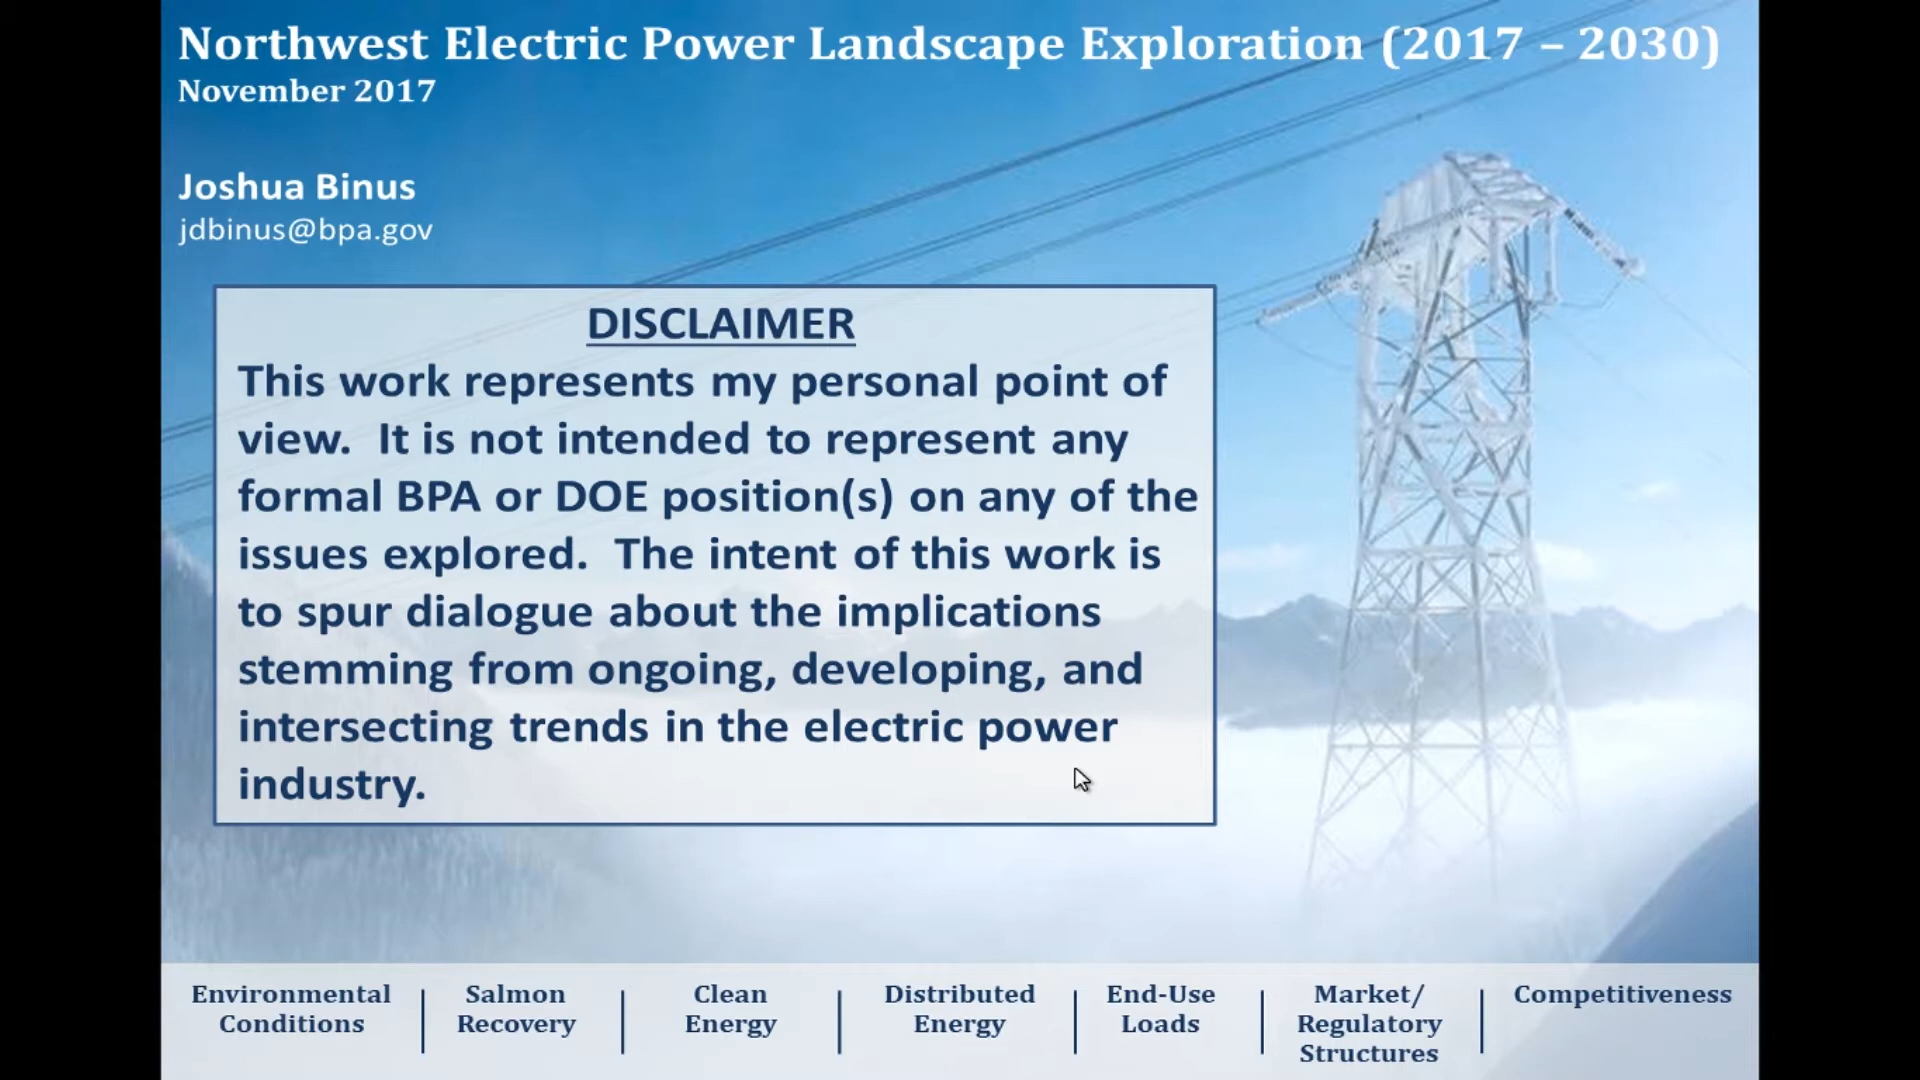 Northwest Electric Power Landscape Exploration (2017 – 2030)
November 2017
Joshua Binus
jdbinus@bpa.gov
DISCLAIMER
This work represents my personal point of
view.  It is not intended to represent any
formal BPA or DOE position(s) on any of the
issues explored.  The intent of this work is
to spur dialogue about the implications
stemming from ongoing, developing, and
intersecting trends in the electric power
industry.
Environmental
Conditions
Salmon
Recovery
Clean
Energy
Distributed
Energy
End-Use
Loads
Market/
Regulatory
Structures
Competitiveness